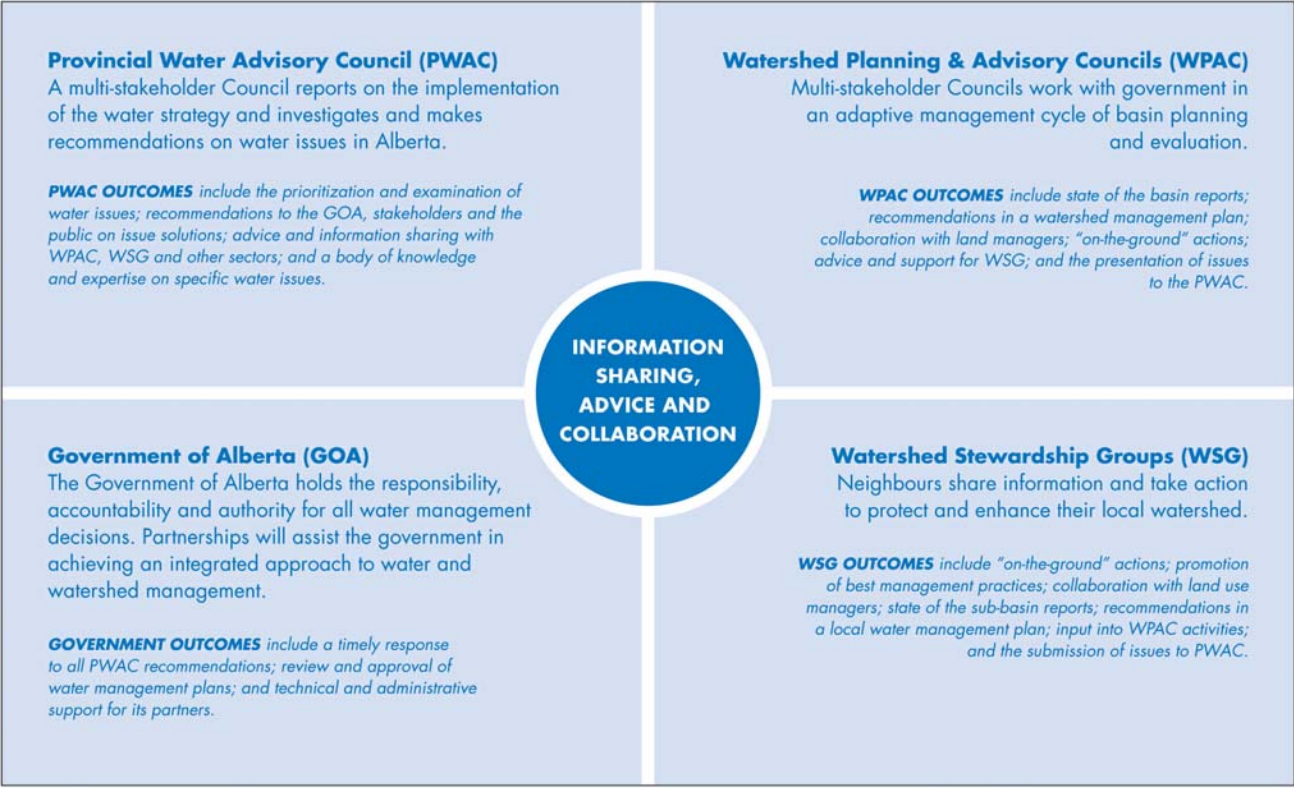 Provincial Water Advisory Council (PWAC)
A multi-stakeholder Council reports on the implementation
of the water strategy and investigates and makes
recommendations on water issues in Alberta.
PWAC OUTCOMES include the prioritization and examination of
water issues; recommendations to the GOA, stakeholders and the
public on issue solutions; advice and information sharing with
WPAC, WSG and other sectors; and a body of knowledge
and expertise on specific water issues.
Watershed Planning & Advisory Councils (WPAC)
Multi-stakeholder Councils work with government in
an adaptive management cycle of basin planning
and evaluation.
WPAC OUTCOMES include state of the basin reports;
recommendations in a watershed management plan;
collaboration with land managers; "on-the-ground" actions;
advice and support for WSG; and the presentation of issues
to the PWAC.
INFORMATION
SHARING,
ADVICE AND
COLLABORATION
Government of Alberta (GOA)
The Government of Alberta holds the responsibility,
accountability and authority for all water management
decisions. Partnerships will assist the government in
achieving an integrated approach to water and
watershed management.
GOVERNMENT OUTCOMES include a timely response
to all PWAC recommendations; review and approval of
water management plans; and technical and administrative
support for its partners.
Watershed Stewardship Groups (WSG)
Neighbours share information and take action
to protect and enhance their local watershed.
WSG OUTCOMES include "on-the-ground" actions; promotion
of best management practices; collaboration with land use
managers; state of the sub-basin reports; recommendations in
a local water management plan; input into WPAC activities;
and the submission of issues to PWAC.